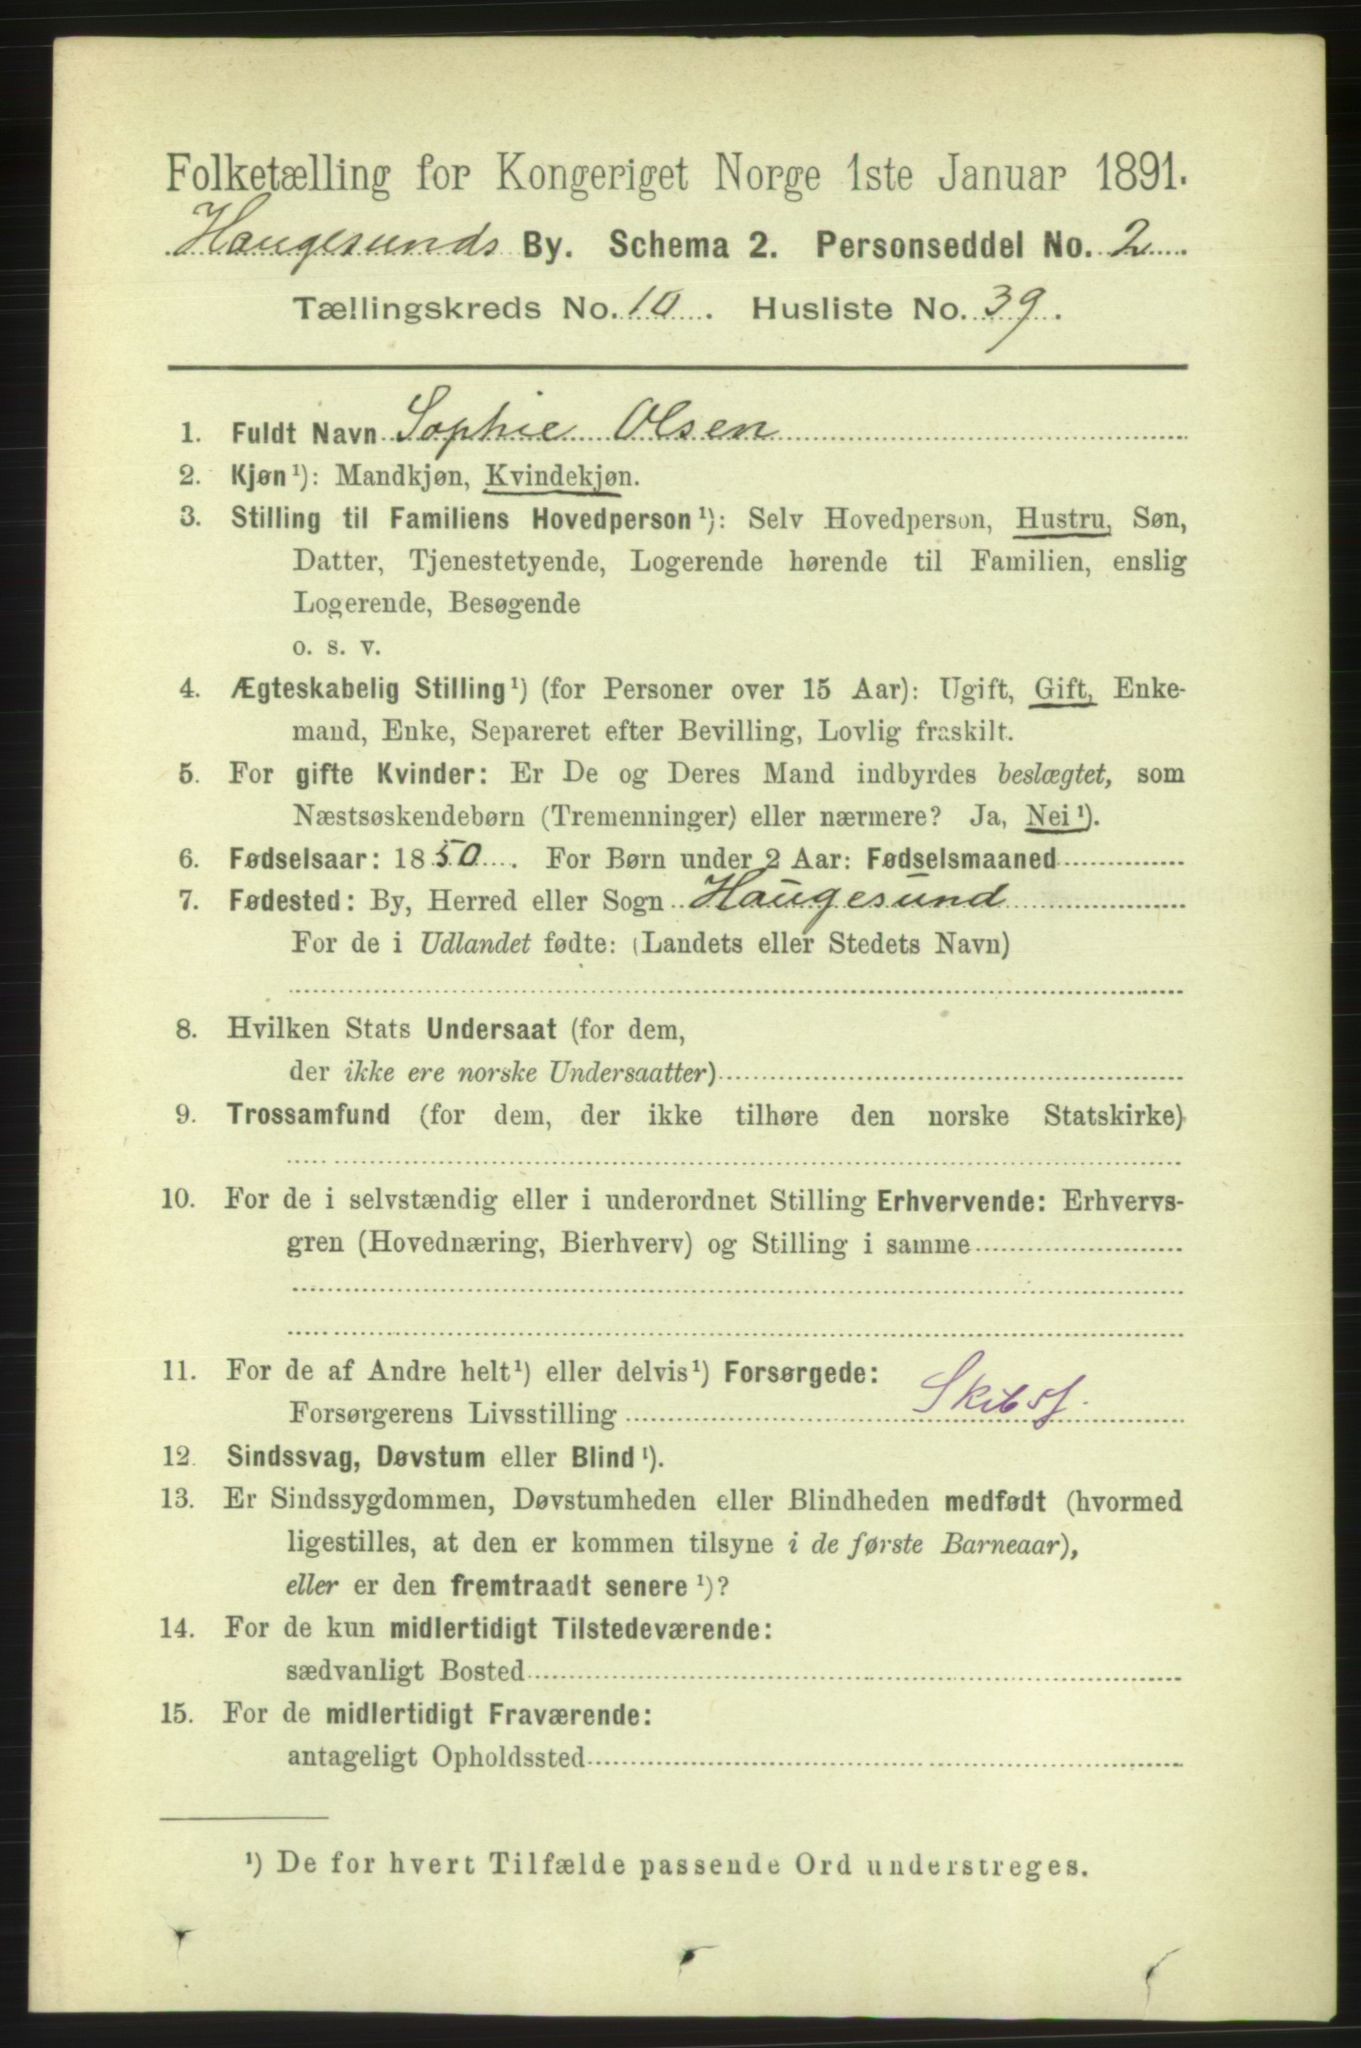 Folketælling for Kongeriget Norge 1ste Januar 1891.
Haugesunds By. Schema 2. Personseddel No. 2
Tællingskreds No. 10. Husliste No. 39.
1. Fuldt Navn Sophie Olsen
2. Kjøn¹): Mandkjøn, Kvindekjøn.
3. Stilling til Familiens Hovedperson¹): Selv Hovedperson, Hustru, Søn,
Datter, Tjenestetyende, Logerende hørende til Familien, enslig
Logerende, Besøgende
o. s. v.
4. Ægteskabelig Stilling¹) (for Personer over 15 Aar): Ugift, Gift, Enke-
mand, Enke, Separeret efter Bevilling, Lovlig fraskilt.
5. For gifte Kvinder: Er De og Deres Mand indbyrdes beslægtet, som
Næstsøskendebørn (Tremenninger) eller nærmere? Ja, Nei¹).
6. Fødselsaar: 1850. For Børn under 2 Aar: Fødselsmaaned
7. Fødested: By, Herred eller Sogn Haugesund
For de i Udlandet fødte: (Landets eller Stedets Navn)
8. Hvilken Stats Undersaat (for dem,
der ikke ere norske Undersaatter)
9. Trossamfund (for dem, der ikke tilhøre den norske Statskirke)
10. For de i selvstændig eller i underordnet Stilling Erhvervende: Erhvervs-
gren (Hovednæring, Bierhverv) og Stilling i samme
11. For de af Andre helt¹) eller delvis¹) Forsørgede:
Forsørgerens Livsstilling Skibsf.
12. Sindssvag, Døvstum eller Blind¹).
13. Er Sindssygdommen, Døvstumheden eller Blindheden medfødt (hvormed
ligestilles, at den er kommen tilsyne i de første Barneaar),
eller er den fremtraadt senere¹)?
14. For de kun midlertidigt Tilstedeværende:
sædvanligt Bosted
15. For de midlertidigt Fraværende:
antageligt Opholdssted
¹) De for hvert Tilfælde passende Ord understreges.